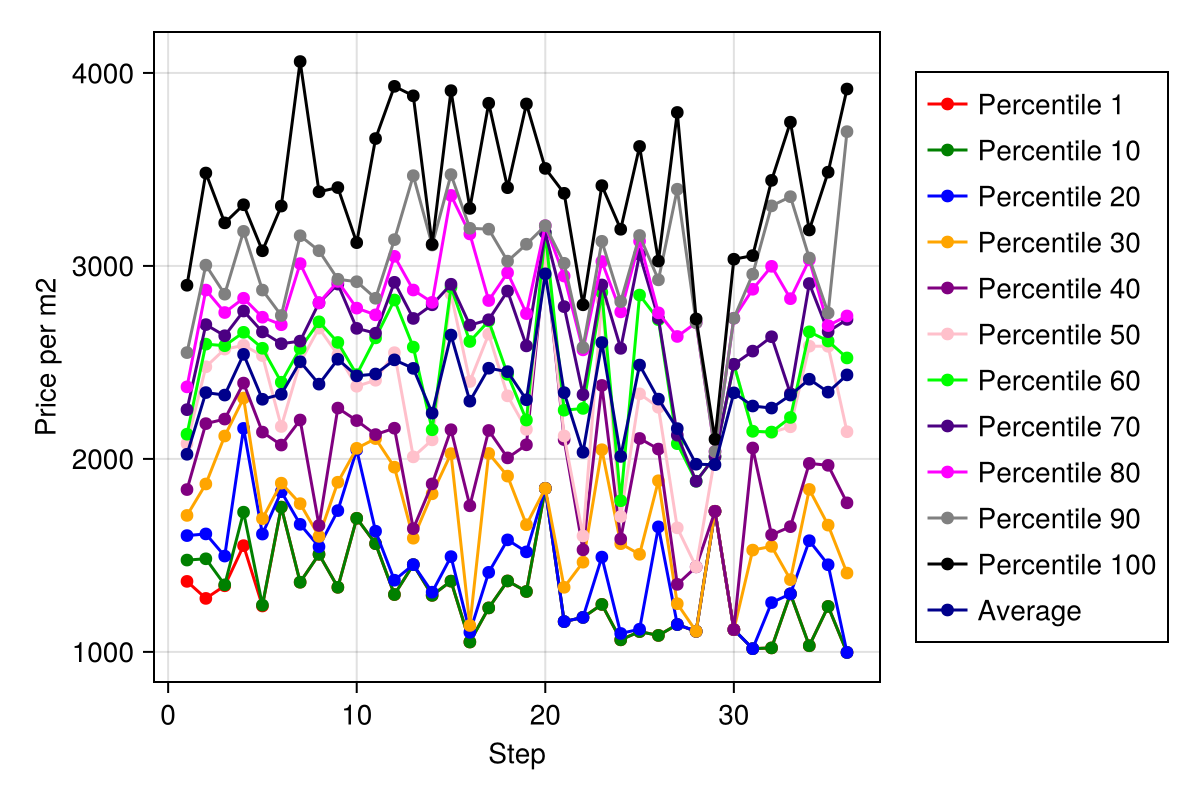 4000
3000
2000
1000
Price per m2
0 10 20 30
Step
Percentile 1
Percentile 10
Percentile 20
Percentile 30
Percentile 40
Percentile 50
Percentile 60
Percentile 70
Percentile 80
Percentile 90
Percentile 100
Average